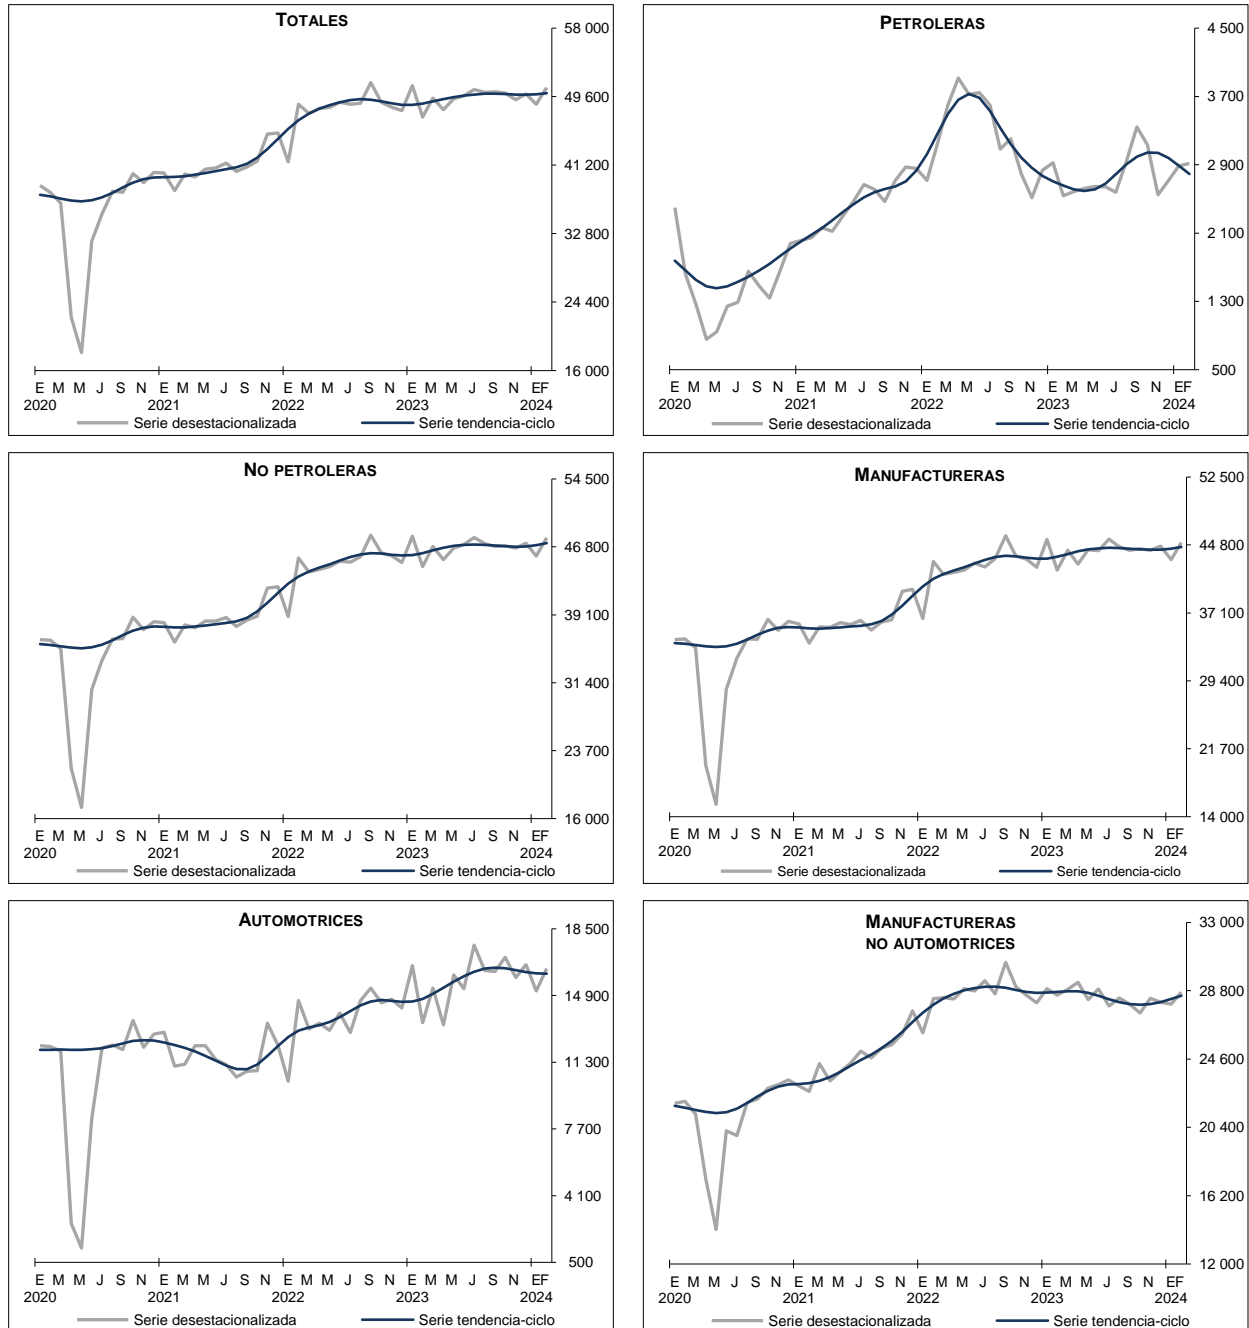 TOTALES
58 000
49 600
41 200
32 800
24 400
16 000
E M M J S N E M M J S N E M M J S N E M M J S N EF
2020 2021 2022 2023 2024
Serie desestacionalizada Serie tendencia-ciclo
PETROLERAS
4 500
3 700
2 900
2 100
1 300
500
E M M J S N E M M J S N E M M J S N E M M J S N EF
2020 2021 2022 2023 2024
Serie desestacionalizada Serie tendencia-ciclo
NO PETROLERAS
54 500
46 800
39 100
31 400
23 700
16 000
E M M J S N E M M J S N E M M J S N E M M J S N EF
2020 2021 2022 2023 2024
Serie desestacionalizada Serie tendencia-ciclo
MANUFACTURERAS
52 500
44 800
37 100
29 400
21 700
14 000
E M M J S N E M M J S N E M M J S N E M M J S N EF
2020 2021 2022 2023 2024
Serie desestacionalizada Serie tendencia-ciclo
AUTOMOTRICES
18 500
14 900
11 300
7 700
4 100
500
E M M J S N E M M J S N E M M J S N E M M J S N EF
2020 2021 2022 2023 2024
Serie desestacionalizada Serie tendencia-ciclo
MANUFACTURERAS
NO AUTOMOTRICES
33 000
28 800
24 600
20 400
16 200
12 000
E M M J S N E M M J S N E M M J S N E M M J S N EF
2020 2021 2022 2023 2024
Serie desestacionalizada Serie tendencia-ciclo